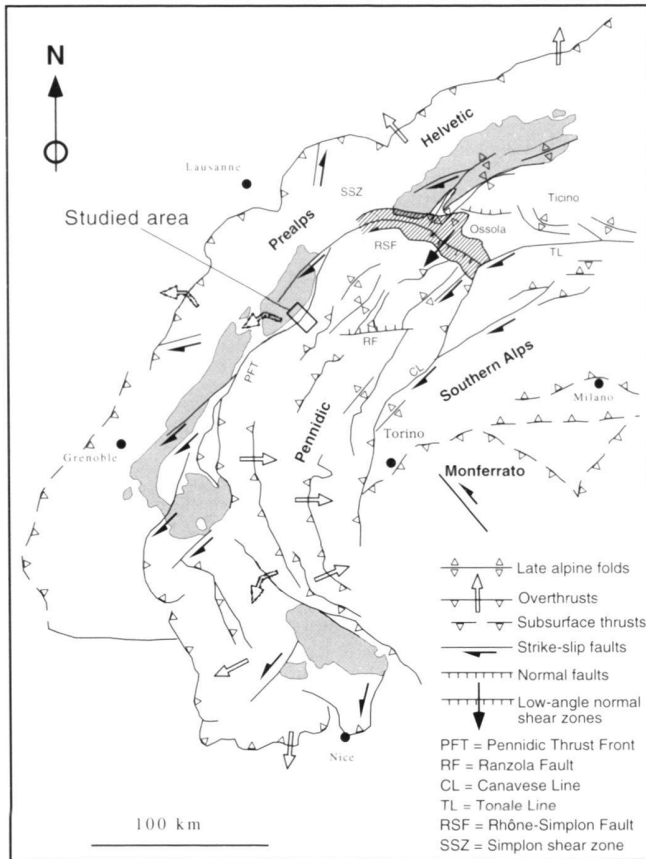 N
Helvetic
Lausanne
SSZ
Ticino
Studied area
Prealps
Ossola
RSF
TL
RF
PFT
CL
Southern Alps
Milano
Pennidic
Torino
Grenoble
Monferrato
Late alpine folds
Overthrusts
Subsurface thrusts
Strike-slip faults
Normal faults
Low-angle normal
shear zones
PFT = Pennidic Thrust Front
RF = Ranzola Fault
CL = Canavese Line
TL = Tonale Line
RSF = Rhône-Simplon Fault
SSZ = Simplon shear zone
Nice
100 km